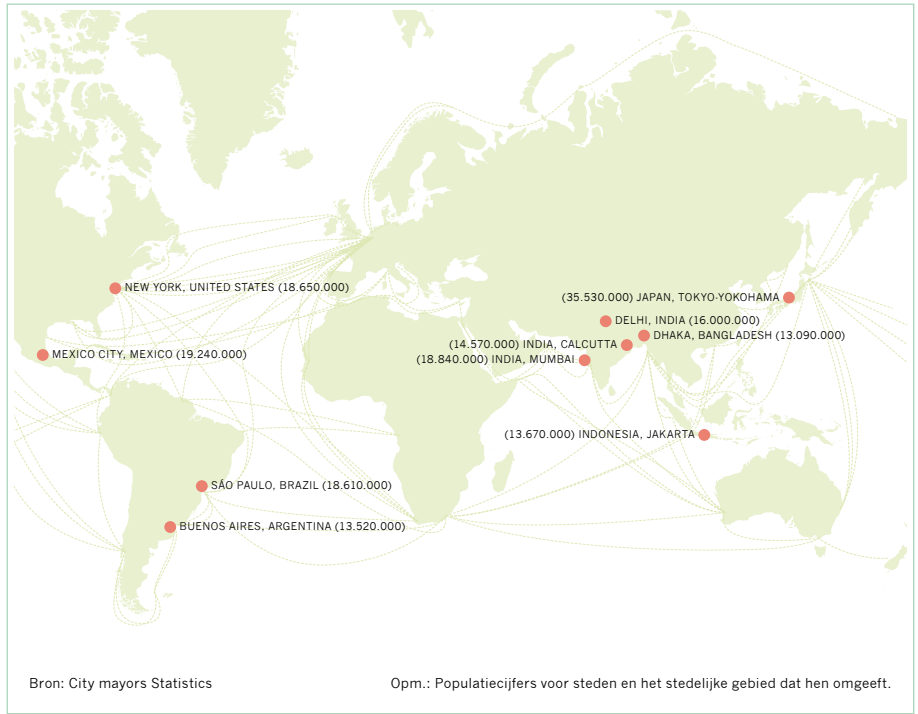 NEW YORK, UNITED STATES (18.650.000)
(35.530.000) JAPAN, TOKYO-YOKOHAMA
DELHI, INDIA (16.000.000)
DHAKA, BANGLADESH (13.090.000)
(14.570.000) INDIA, CALCUTTA
MEXICO CITY, MEXICO (19.240.000)
(18.840.000) INDIA, MUMBAI
(13.670.000) INDONESIA, JAKARTA
SÁO PAULO, BRAZIL (18.610.000)
BUENOS AIRES, ARGENTINA (13.520.000)
Bron: City mayors Statistics
Opm.: Populatiecijfers voor steden en het stedelijke gebied dat hen omgeeft.